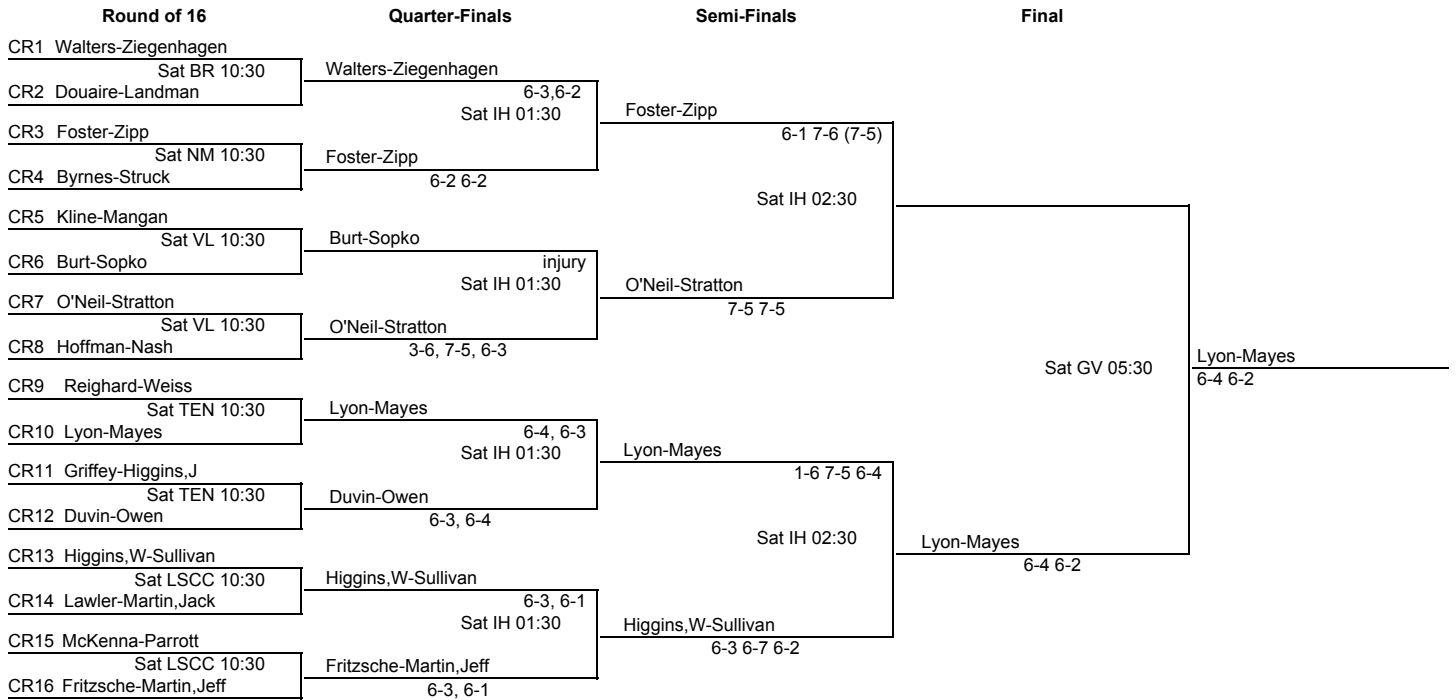 Round of 16 Quarter-Finals Semi-Finals Final
CR1 Walters-Ziegenhagen
Sat BR 10:30
Walters-Ziegenhagen
CR2 Douaire-Landman
6-3,6-2
Sat IH 01:30
Foster-Zipp
CR3 Foster-Zipp
6-1 7-6 (7-5)
Sat NM 10:30
Foster-Zipp
CR4 Byrnes-Struck
6-2 6-2
Sat IH 02:30
CR5 Kline-Mangan
Sat VL 10:30
Burt-Sopko
CR6 Burt-Sopko
injury
Sat IH 01:30
O'Neil-Stratton
CR7 O'Neil-Stratton
7-5 7-5
Sat VL 10:30
O'Neil-Stratton
CR8 Hoffman-Nash
3-6, 7-5, 6-3
Lyon-Mayes
Sat GV 05:30
6-4 6-2
CR9 Reighard-Weiss
Sat TEN 10:30
Lyon-Mayes
CR10 Lyon-Mayes
6-4, 6-3
Sat IH 01:30
Lyon-Mayes
CR11 Griffey-Higgins,J
1-6 7-5 6-4
Sat TEN 10:30
Duvin-Owen
CR12 Duvin-Owen
6-3, 6-4
Sat IH 02:30
Lyon-Mayes
6-4 6-2
CR13 Higgins,W-Sullivan
Sat LSCC 10:30
Higgins,W-Sullivan
CR14 Lawler-Martin,Jack
6-3, 6-1
Sat IH 01:30
Higgins,W-Sullivan
CR15 McKenna-Parrott
6-3 6-7 6-2
Sat LSCC 10:30
Fritzsche-Martin,Jeff
CR16 Fritzsche-Martin,Jeff
6-3, 6-1